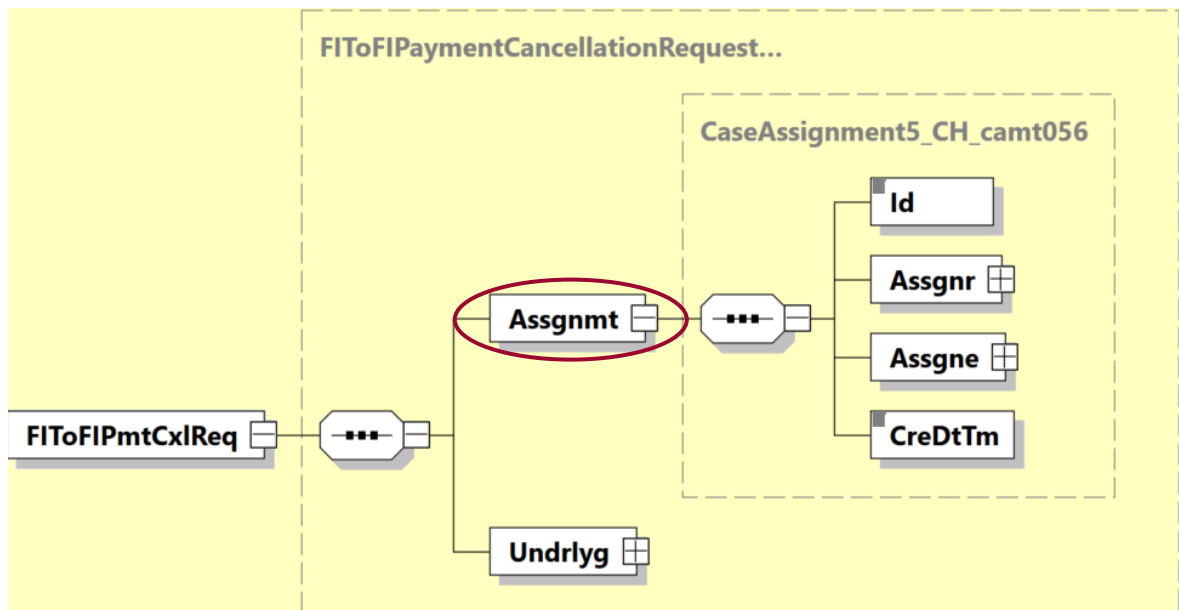 FIToFIPaymentCancellationRequest...
CaseAssignment5_CH_camt056
Id
Assgnr
Assgnmt
Assgne
FIToFIPmtCxlReq
CreDtTm
Undrlyg